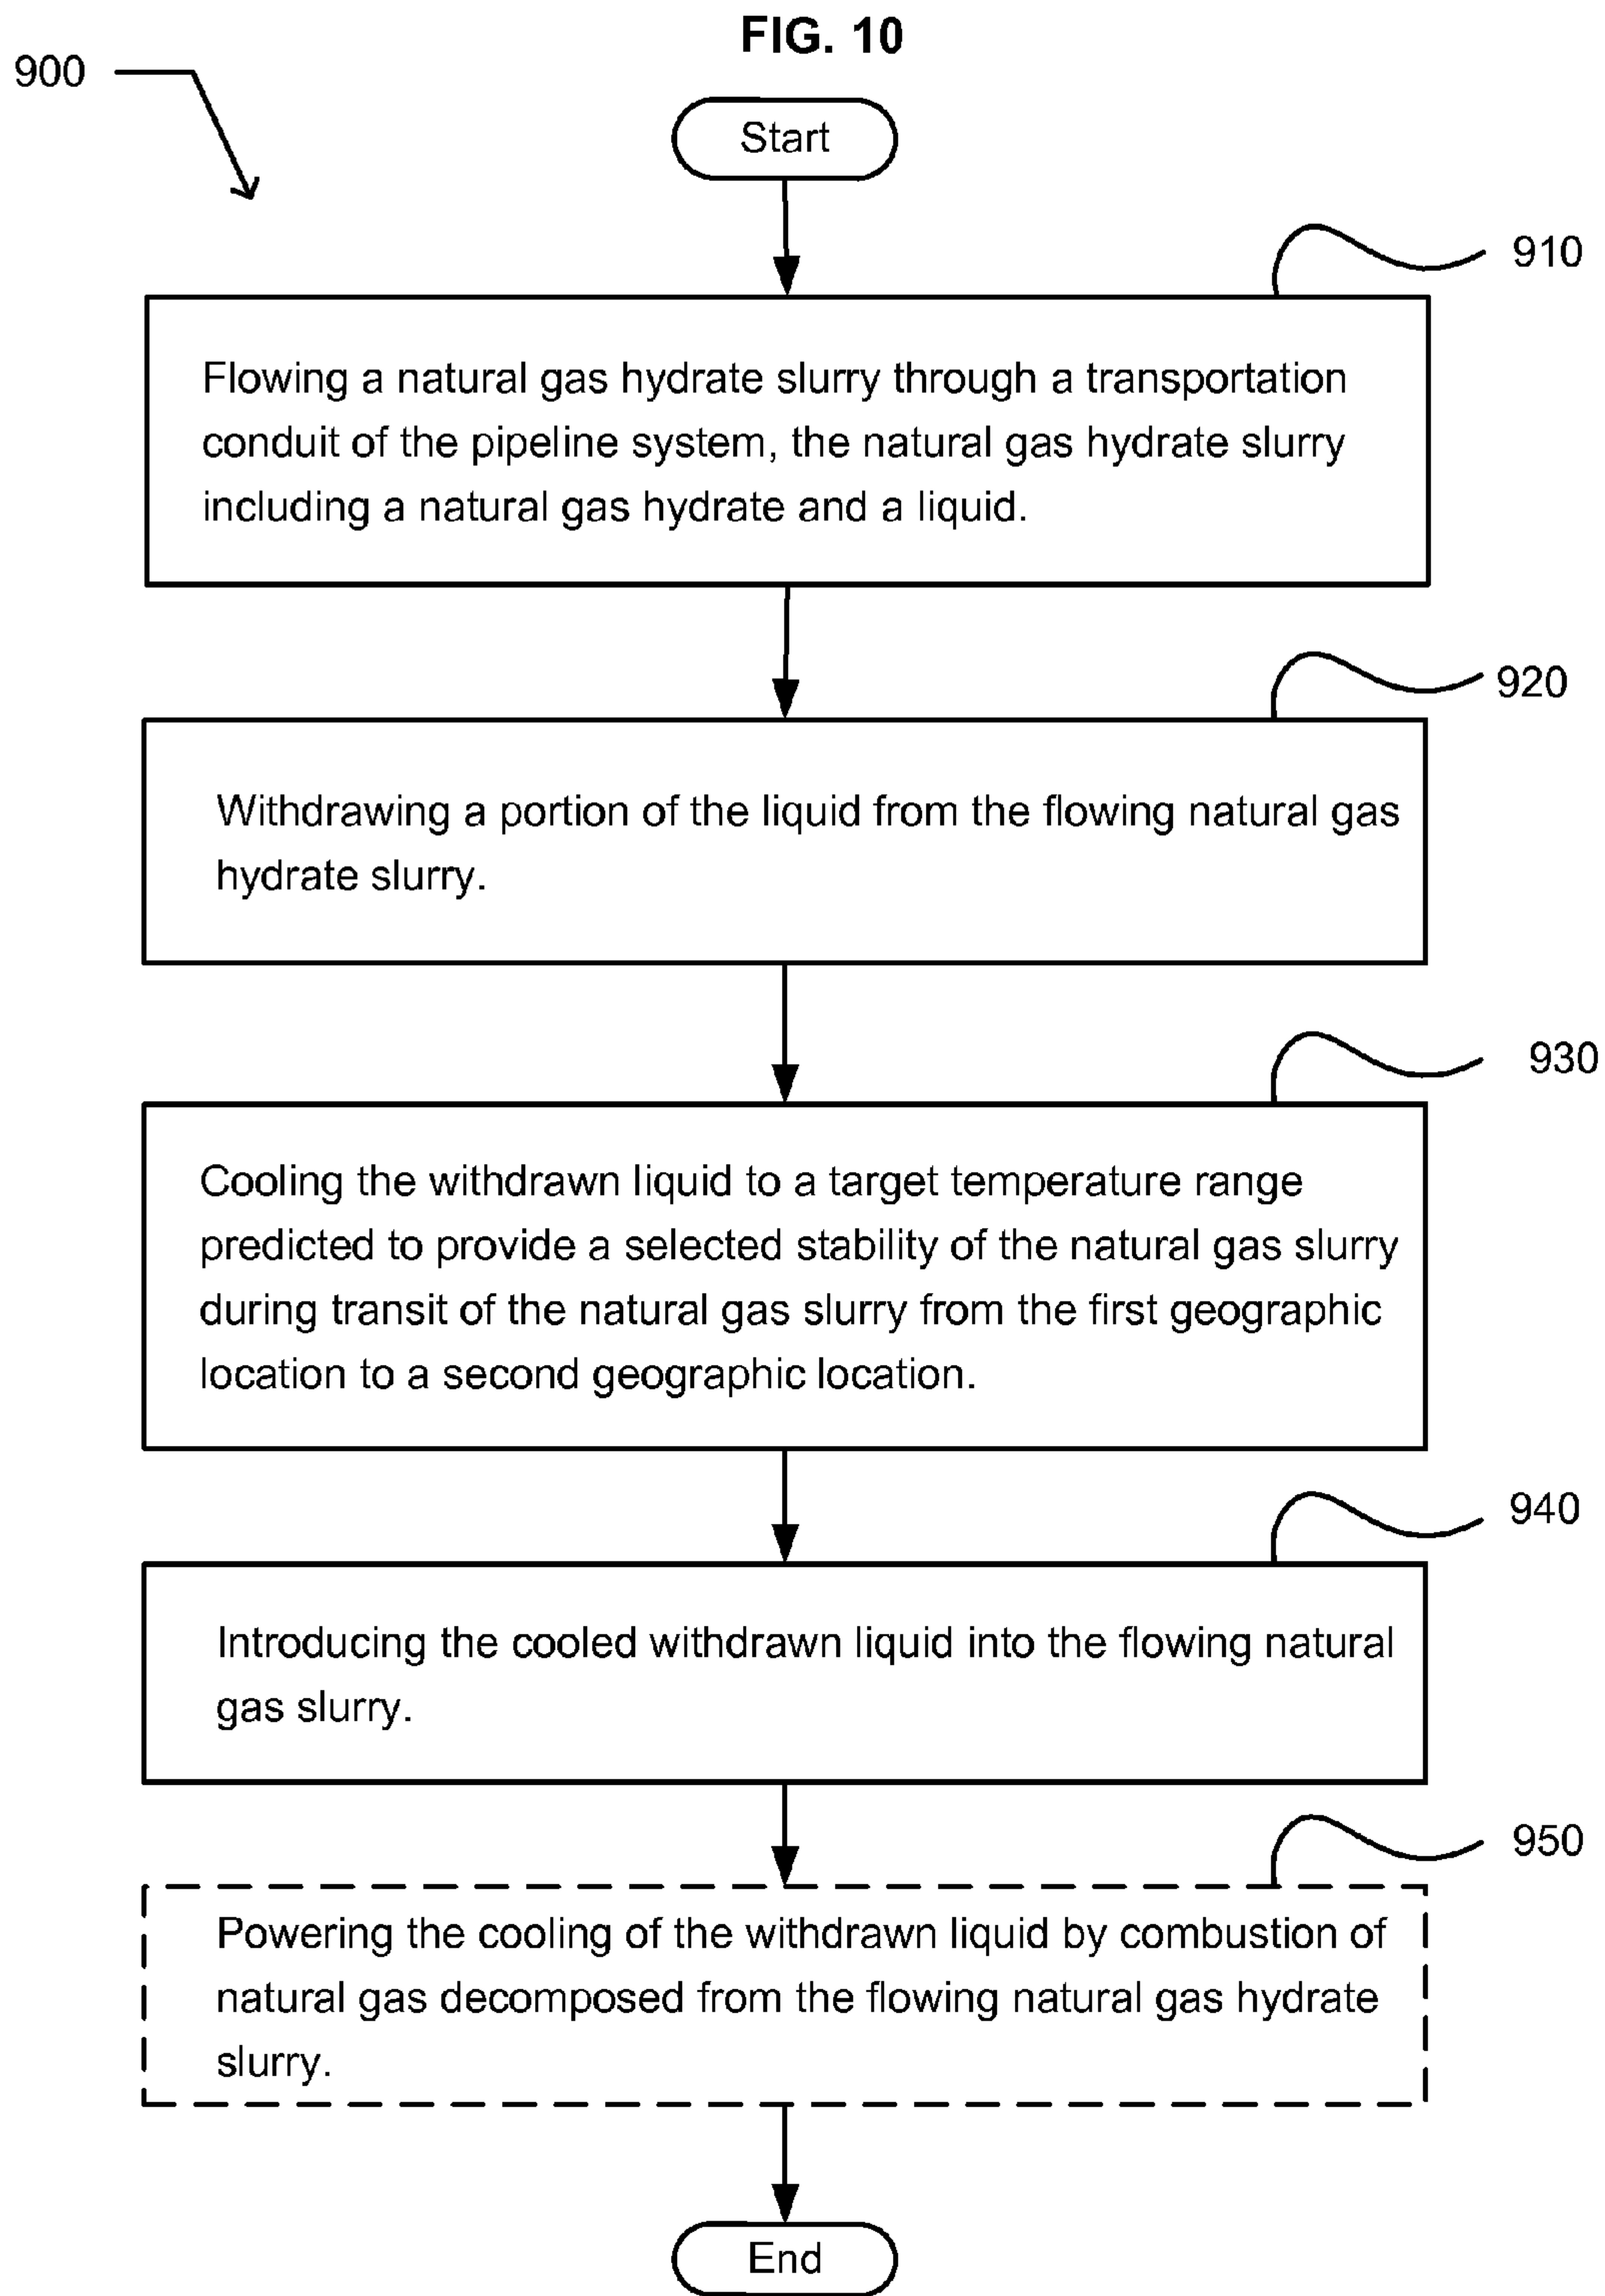 FIG. 10
900
Start
910
Flowing a natural gas hydrate slurry through a transportation
conduit of the pipeline system, the natural gas hydrate slurry
including a natural gas hydrate and a liquid.
920
Withdrawing a portion of the liquid from the flowing natural gas
hydrate slurry.
930
Cooling the withdrawn liquid to a target temperature range
predicted to provide a selected stability of the natural gas slurry
during transit of the natural gas slurry from the first geographic
location to a second geographic location.
940
Introducing the cooled withdrawn liquid into the flowing natural
gas slurry.
950
Powering the cooling of the withdrawn liquid by combustion of
natural gas decomposed from the flowing natural gas hydrate
slurry.
End